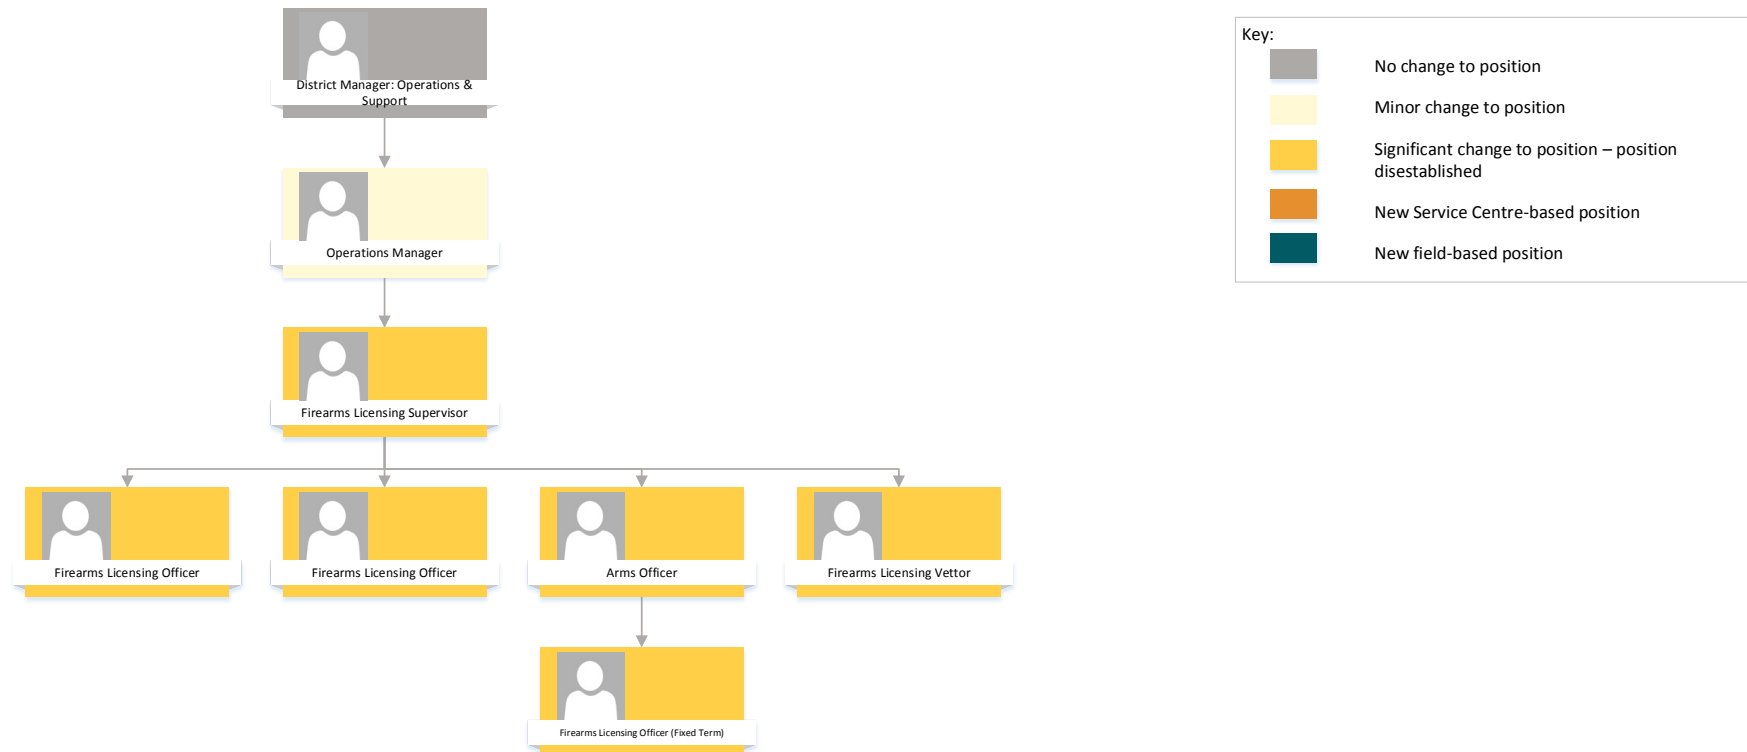 Key:
No change to position
Minor change to position
Significant change to position – position
disestablished
New Service Centre-based position
New field-based position
District Manager: Operations &
Support
Operations Manager
Firearms Licensing Supervisor
Firearms Licensing Officer
Firearms Licensing Officer
Arms Officer
Firearms Licensing Vettor
Firearms Licensing Officer (Fixed Term)